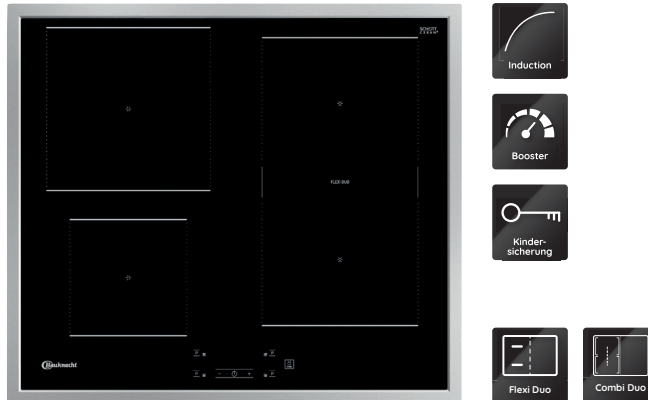 SCHOTT
CERAN®
Induction
FLEXI DUO
Booster
Kinder-
sicherung
Bauknecht
Flexi Duo
Combi Duo